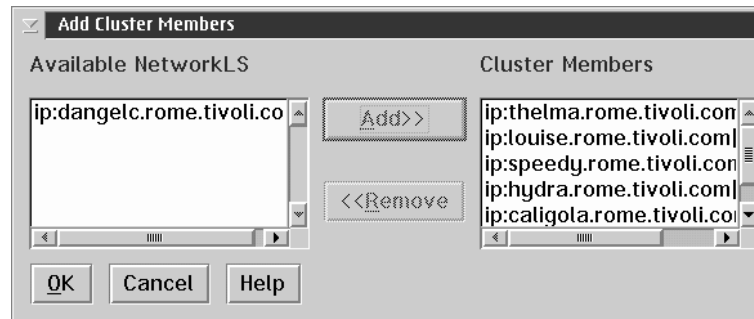 Add Cluster Members
Available NetworkLS
Cluster Members
ip:dangelc.rome.tivoli.co
Add>>
<<Remove
ip:thelma.rome.tivoli.com
ip:louise.rome.tivoli.com[
ip:speedy.rome.tivoli.com
ip:hydra.rome.tivoli.com[
ip:caligola.rome.tivoli.co
OK
Cancel
Help